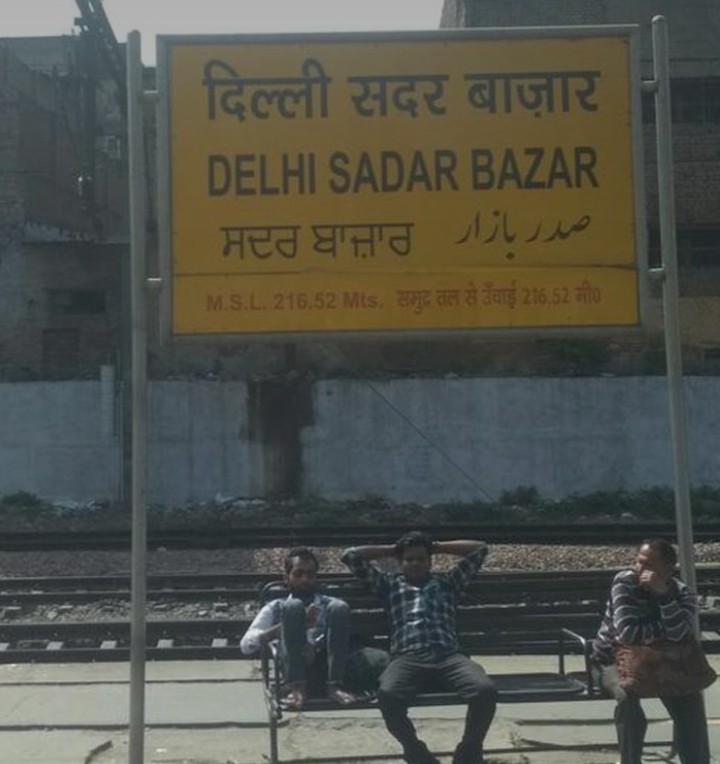 दिल्ली सदर बाज़ार
DELHI SADAR BAZAR
ਸਦਰ ਬਾਜ਼ਾਰ صدر بازار
M.S.L. 216.52 Mts. समुद्र तल से उँचाई 216.52 मी०